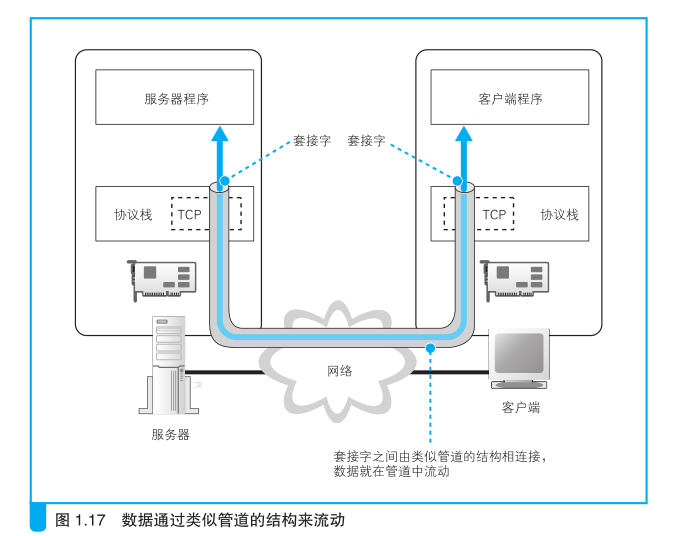 服务器程序
客户端程序
套接字
套接字
协议栈
TCP
TCP
协议栈
网络
服务器
客户端
套接字之间由类似管道的结构相连接，
数据就在管道中流动
图 1.17 数据通过类似管道的结构来流动